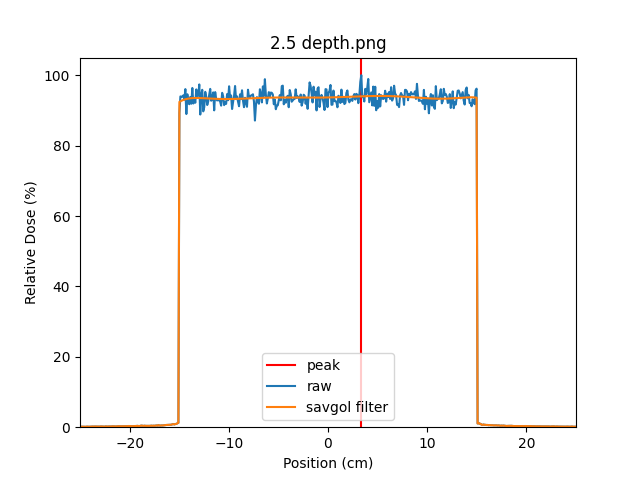 2.5 depth.png
100
80
60
40
20
0
Relative Dose (%)
peak
raw
savgol filter
−20
−10
0
10
20
Position (cm)